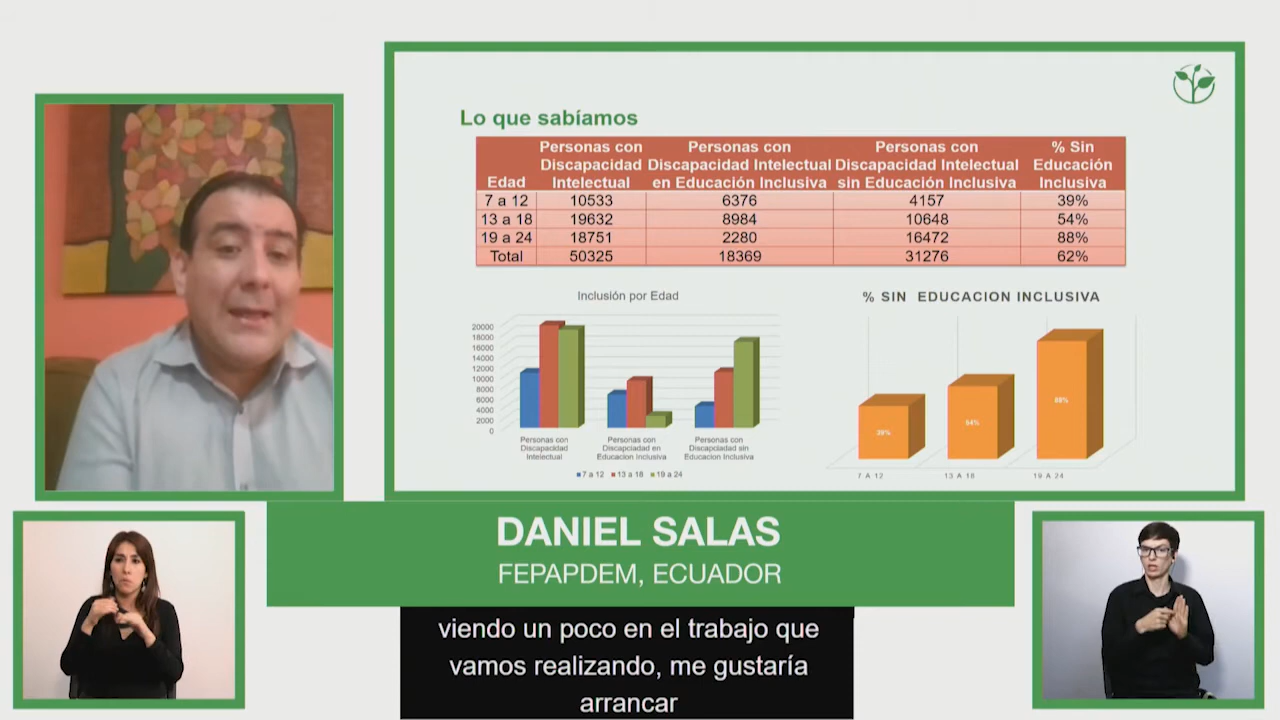 Lo que sabíamos
Edad Personas con Discapacidad Intelectual Personas con Discapacidad Intelectual en Educación Inclusiva Personas con Discapacidad Intelectual sin Educación Inclusiva % Sin Educación Inclusiva
7 a 12 10533 6376 4157 39%
13 a 18 19632 8984 10648 54%
19 a 24 18751 2280 16472 88%
Total 50325 18369 31276 62%
Inclusión por Edad
20000
18000
16000
14000
12000
10000
8000
6000
4000
2000
0
Personas con
Discapacidad
Intelectual
Personas con
Discapciadad en
Educacion Inclusiva
Personas con
Discapciadad sin
Educacion Inclusiva
7 a 12 13 a 18 19 a 24
% SIN EDUCACION INCLUSIVA
39%
54%
88%
7 A 12 13 A 18 19 A 24
DANIEL SALAS
FEPAPDEM, ECUADOR
viendo un poco en el trabajo que
vamos realizando, me gustaría
arrancar